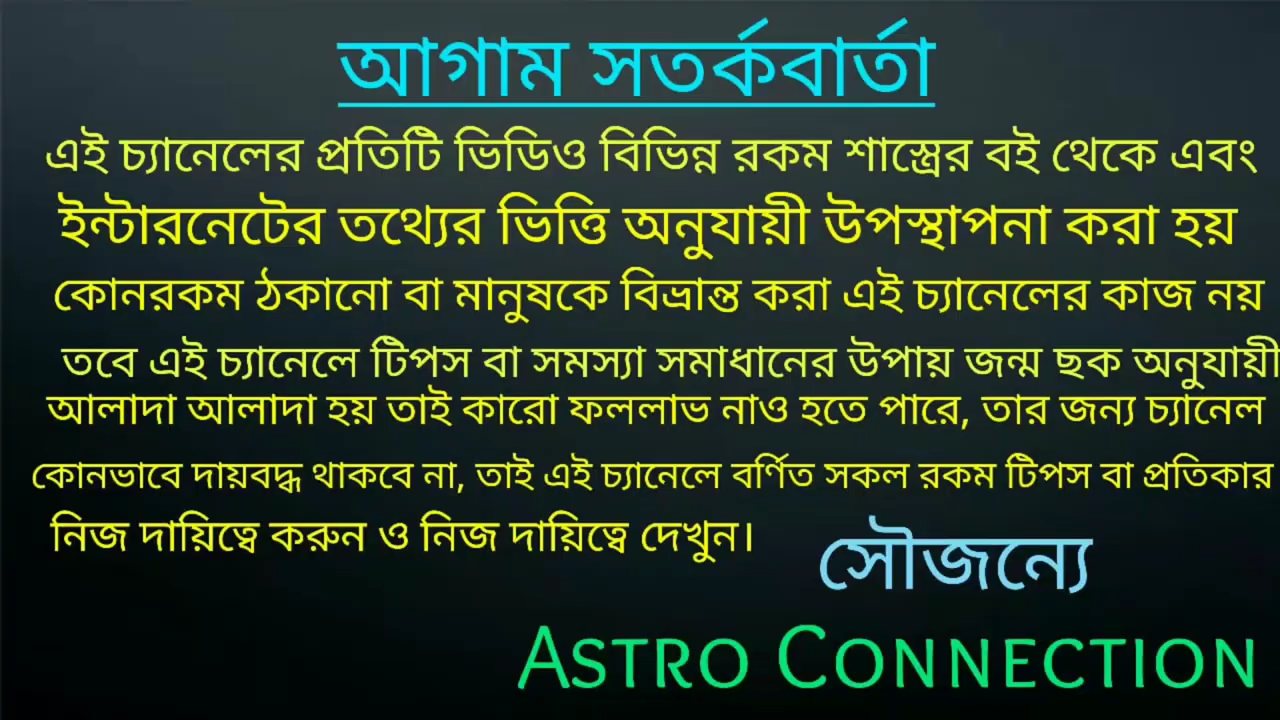 আগাম সতর্কবার্তা
এই চ্যানেলের প্রতিটি ভিডিও বিভিন্ন রকম শাস্ত্রের বই থেকে এবং
ইন্টারনেটের তথ্যের ভিত্তি অনুযায়ী উপস্থাপনা করা হয়
কোনরকম ঠকানো বা মানুষকে বিভ্রান্ত করা এই চ্যানেলের কাজ নয়
তবে এই চ্যানেলে টিপস বা সমস্যা সমাধানের উপায় জন্ম ছক অনুযায়ী
আলাদা আলাদা হয় তাই কারো ফললাভ নাও হতে পারে, তার জন্য চ্যানেল
কোনভাবে দায়বদ্ধ থাকবে না, তাই এই চ্যানেলে বর্ণিত সকল রকম টিপস বা প্রতিকার
নিজ দায়িত্বে করুন ও নিজ দায়িত্বে দেখুন।
সৌজন্যে
ASTRO CONNECTION